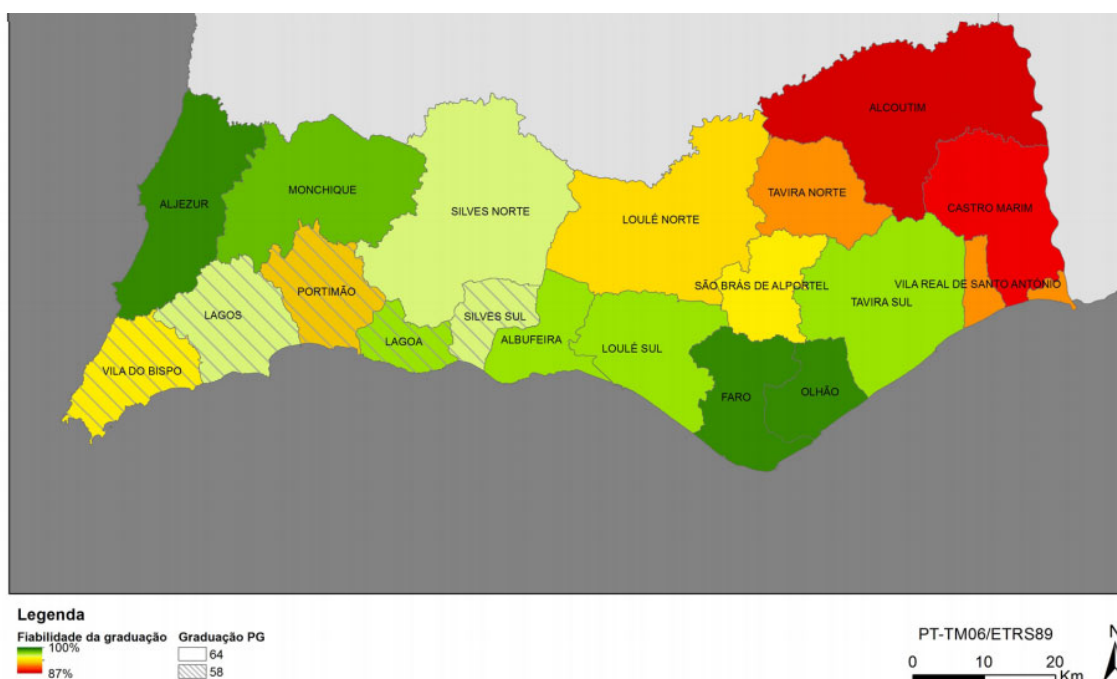 ALCOUTIM
ALJEZUR
MONCHIQUE
TAVIRA NORTE
SILVES NORTE
LOULÉ NORTE
CASTRO MARIM
SÃO BRÁS DE ALPORTEL
VILA REAL DE SANTO ANTÓNIO
PORTIMÃO
TAVIRA SUL
LAGOS
SILVES SUL
LAGOA
ALBUFEIRA
LOULÉ SUL
VILA DO BISPO
FARO
OLHÃO
Legenda
Fiabilidade da graduação
100%
87%
Graduação PG
64
58
PT-TM06/ETRS89
N
0 10 20
Km